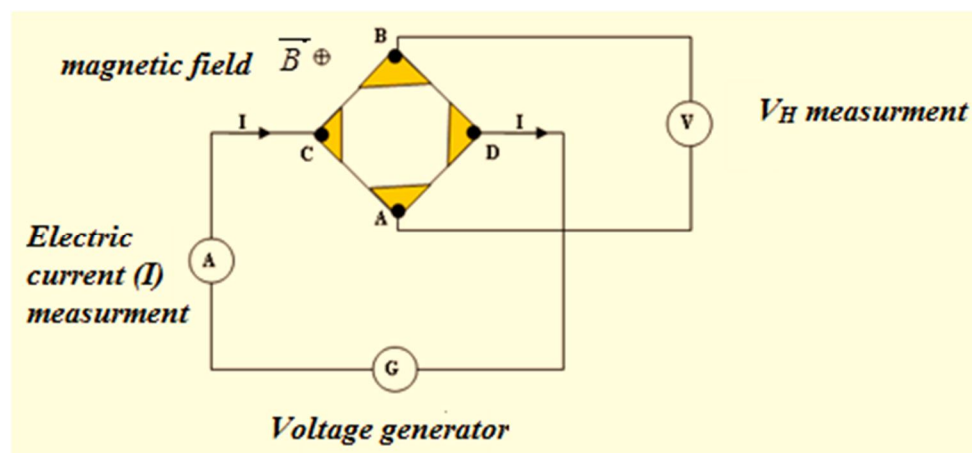 B
magnetic field B ⊕
V_H measurment
I
I
V
C
D
A
Electric
current (I)
measurment
A
G
Voltage generator